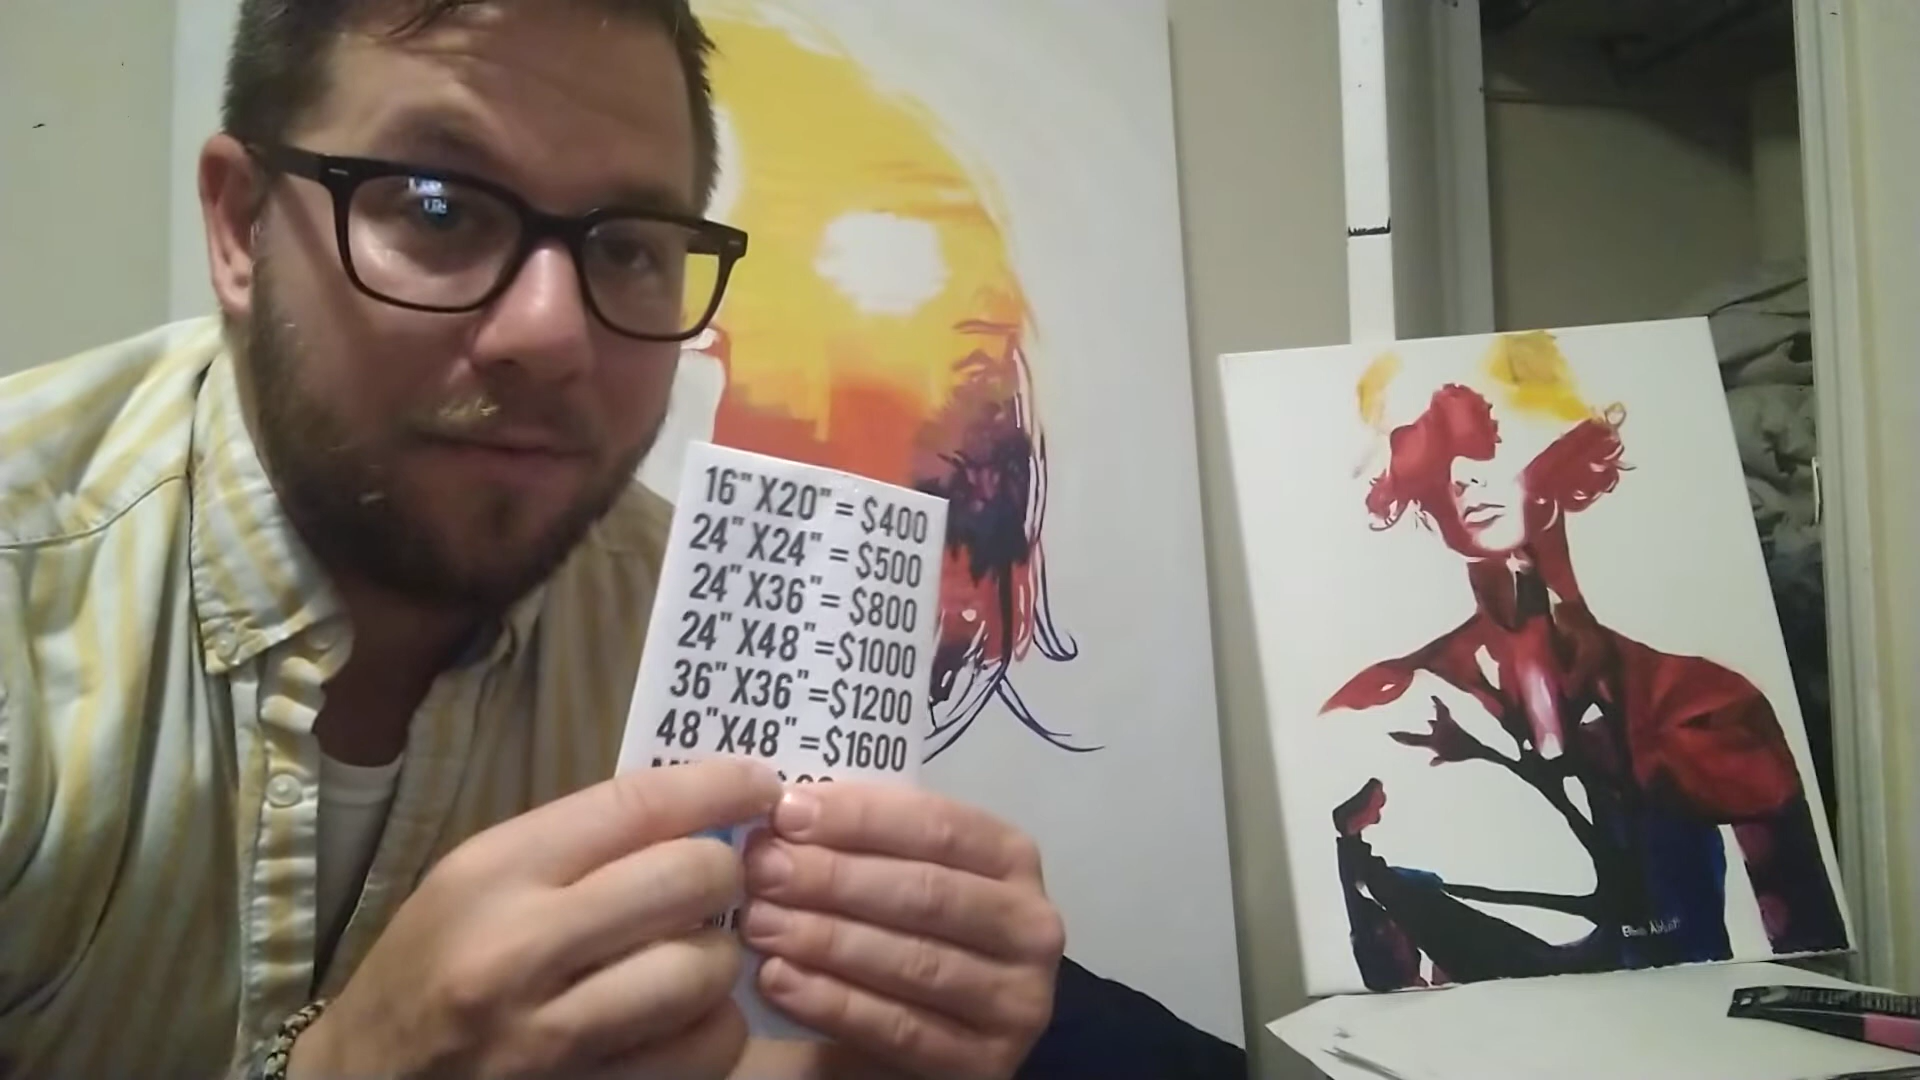 16" X20" = $400
24" X24" = $500
24" X36" = $800
24" X48" =$1000
36" X36" =$1200
48" X48" =$1600